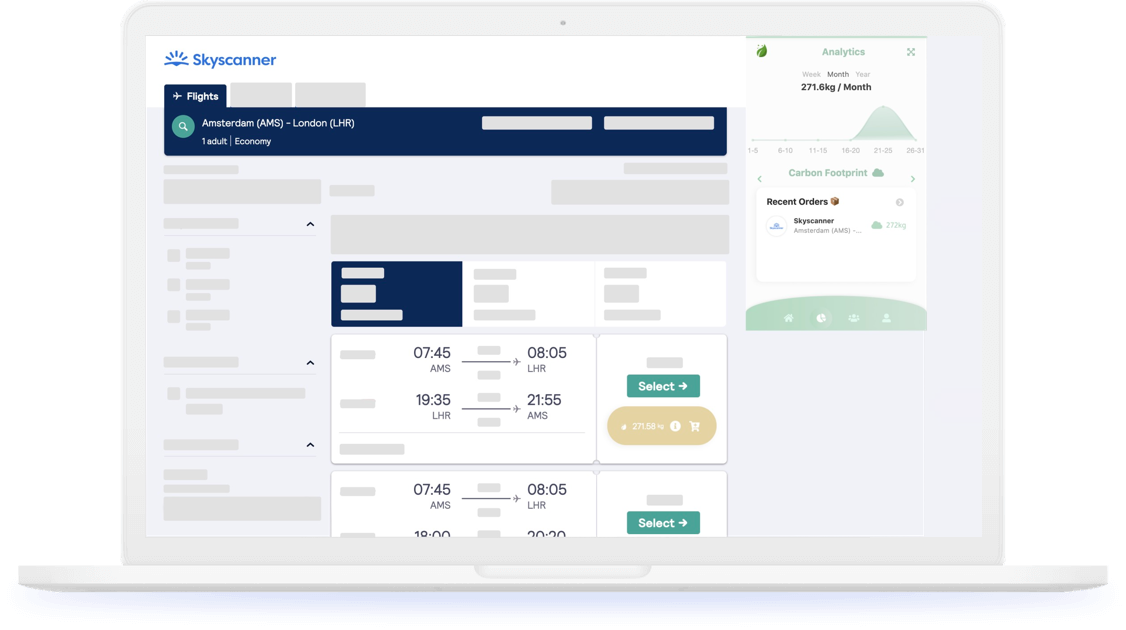 Skyscanner
Flights
Amsterdam (AMS) – London (LHR)
1 adult | Economy
07:45
08:05
AMS
LHR
19:35
21:55
LHR
AMS
Select →
271.58 kg
07:45
08:05
AMS
LHR
Select →
18:00
20:20
Analytics
Week Month Year
271.6kg / Month
1-5 6-10 11-15 16-20 21-25 26-31
Carbon Footprint
Recent Orders 📦
Skyscanner
Amsterdam (AMS) –...
272kg